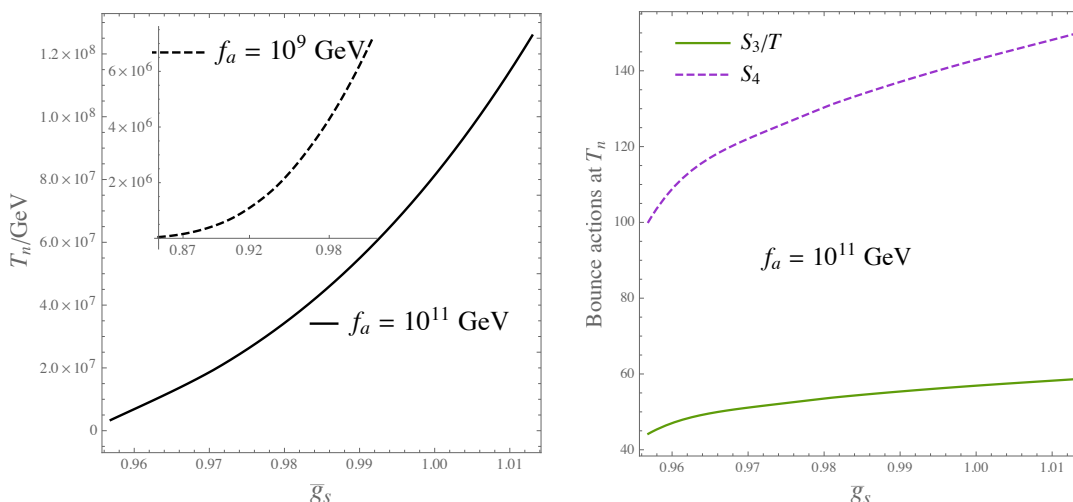 f_a = 10^9 GeV
6×10^6
4×10^6
2×10^6
0.87 0.92 0.98
T_n/GeV
1.2×10^8
1.0×10^8
8.0×10^7
6.0×10^7
4.0×10^7
2.0×10^7
0
f_a = 10^11 GeV
0.96 0.97 0.98 0.99 1.00 1.01
g̅_s
S_3/T
S_4
Bounce actions at T_n
140
120
100
80
60
40
f_a = 10^11 GeV
0.96 0.97 0.98 0.99 1.00 1.01
g̅_s